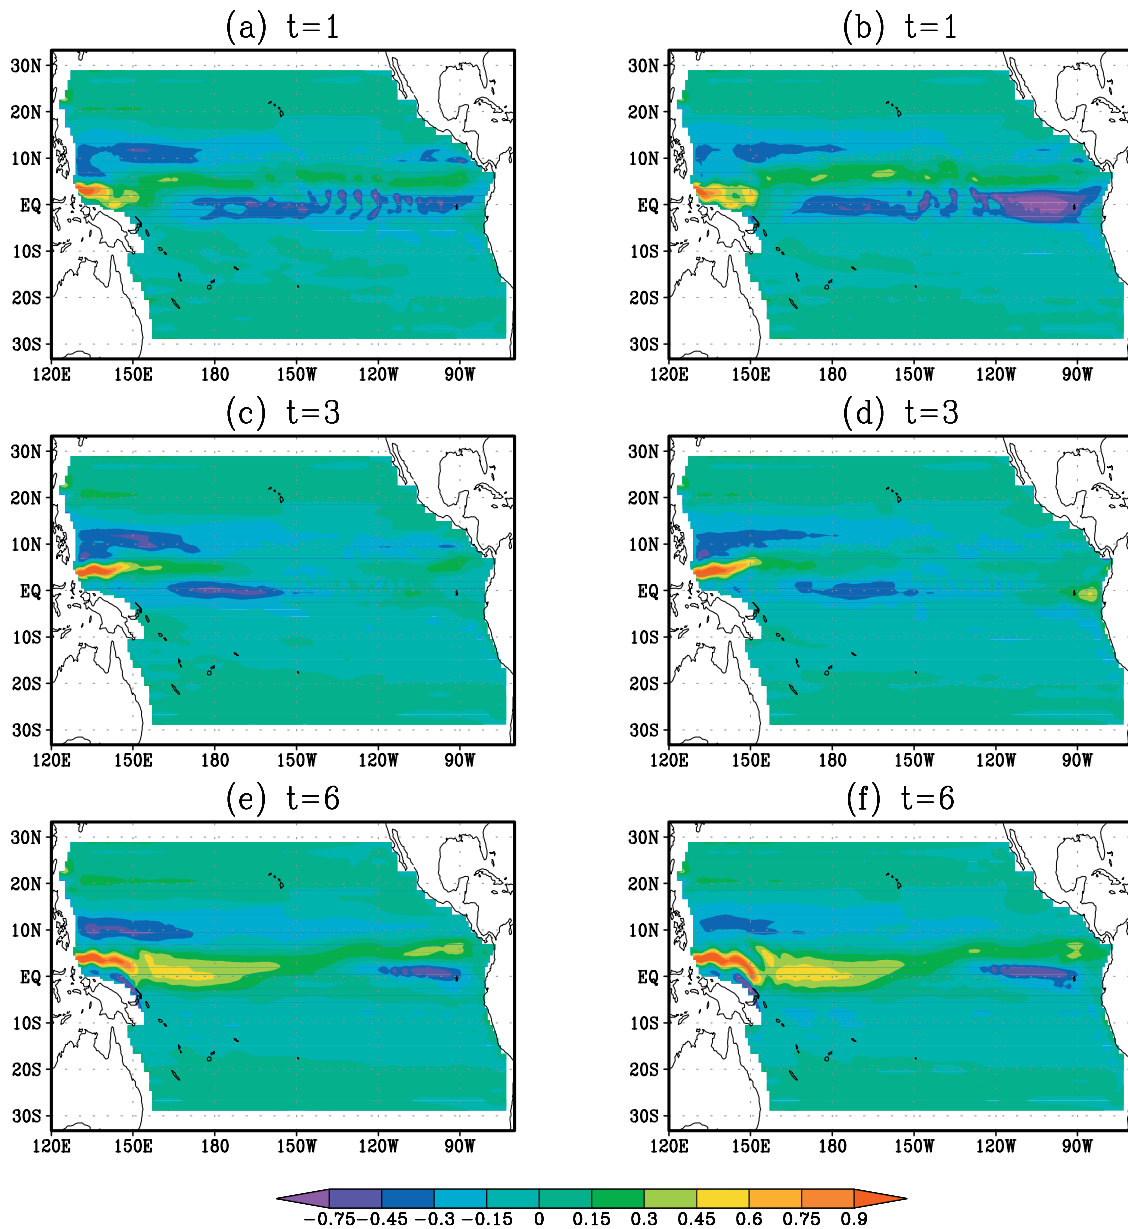 (a) t=1
(b) t=1
30N
20N
10N
EQ
10S
20S
30S
120E 150E 180 150W 120W 90W
30N
20N
10N
EQ
10S
20S
30S
120E 150E 180 150W 120W 90W
(c) t=3
(d) t=3
30N
20N
10N
EQ
10S
20S
30S
120E 150E 180 150W 120W 90W
30N
20N
10N
EQ
10S
20S
30S
120E 150E 180 150W 120W 90W
(e) t=6
(f) t=6
30N
20N
10N
EQ
10S
20S
30S
120E 150E 180 150W 120W 90W
30N
20N
10N
EQ
10S
20S
30S
120E 150E 180 150W 120W 90W
-0.75 -0.45 -0.3 -0.15 0 0.15 0.3 0.45 0.6 0.75 0.9